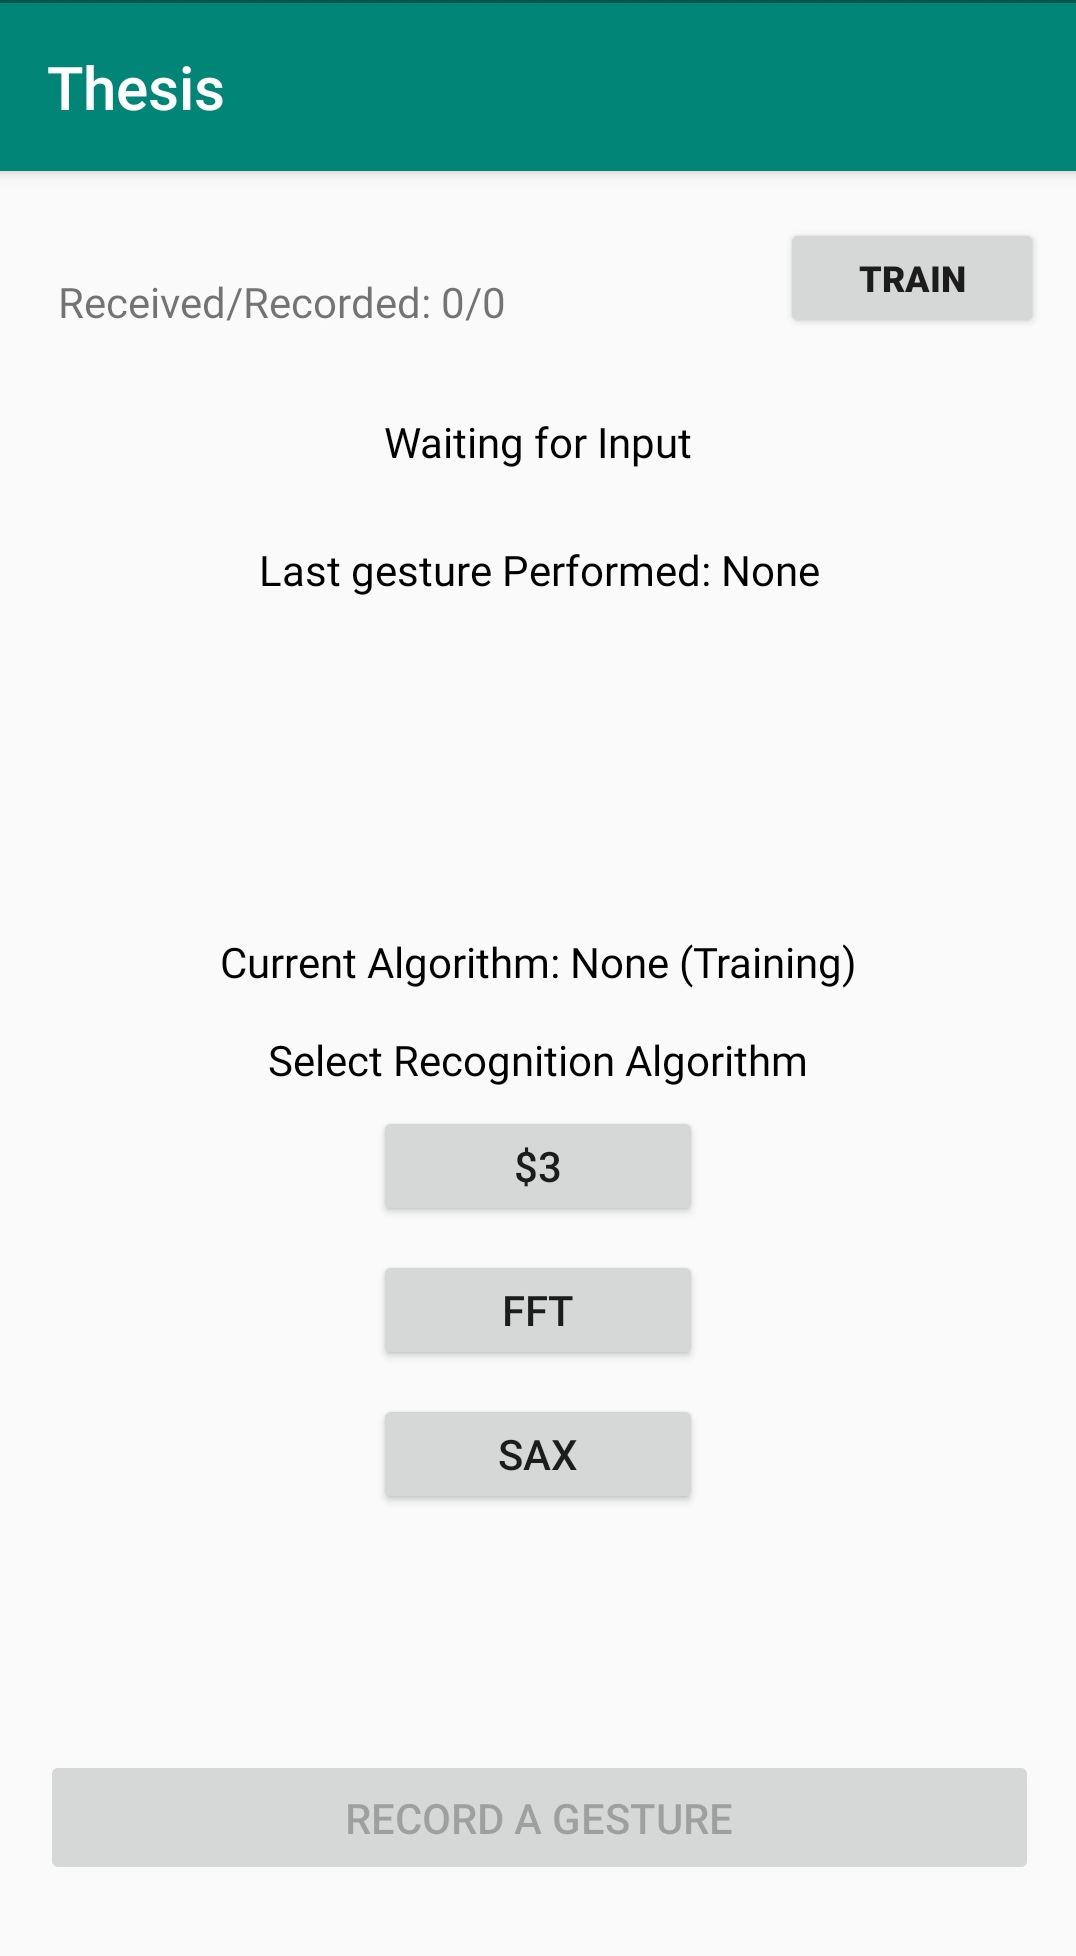 Thesis
TRAIN
Received/Recorded: 0/0
Waiting for Input
Last gesture Performed: None
Current Algorithm: None (Training)
Select Recognition Algorithm
$3
FFT
SAX
RECORD A GESTURE